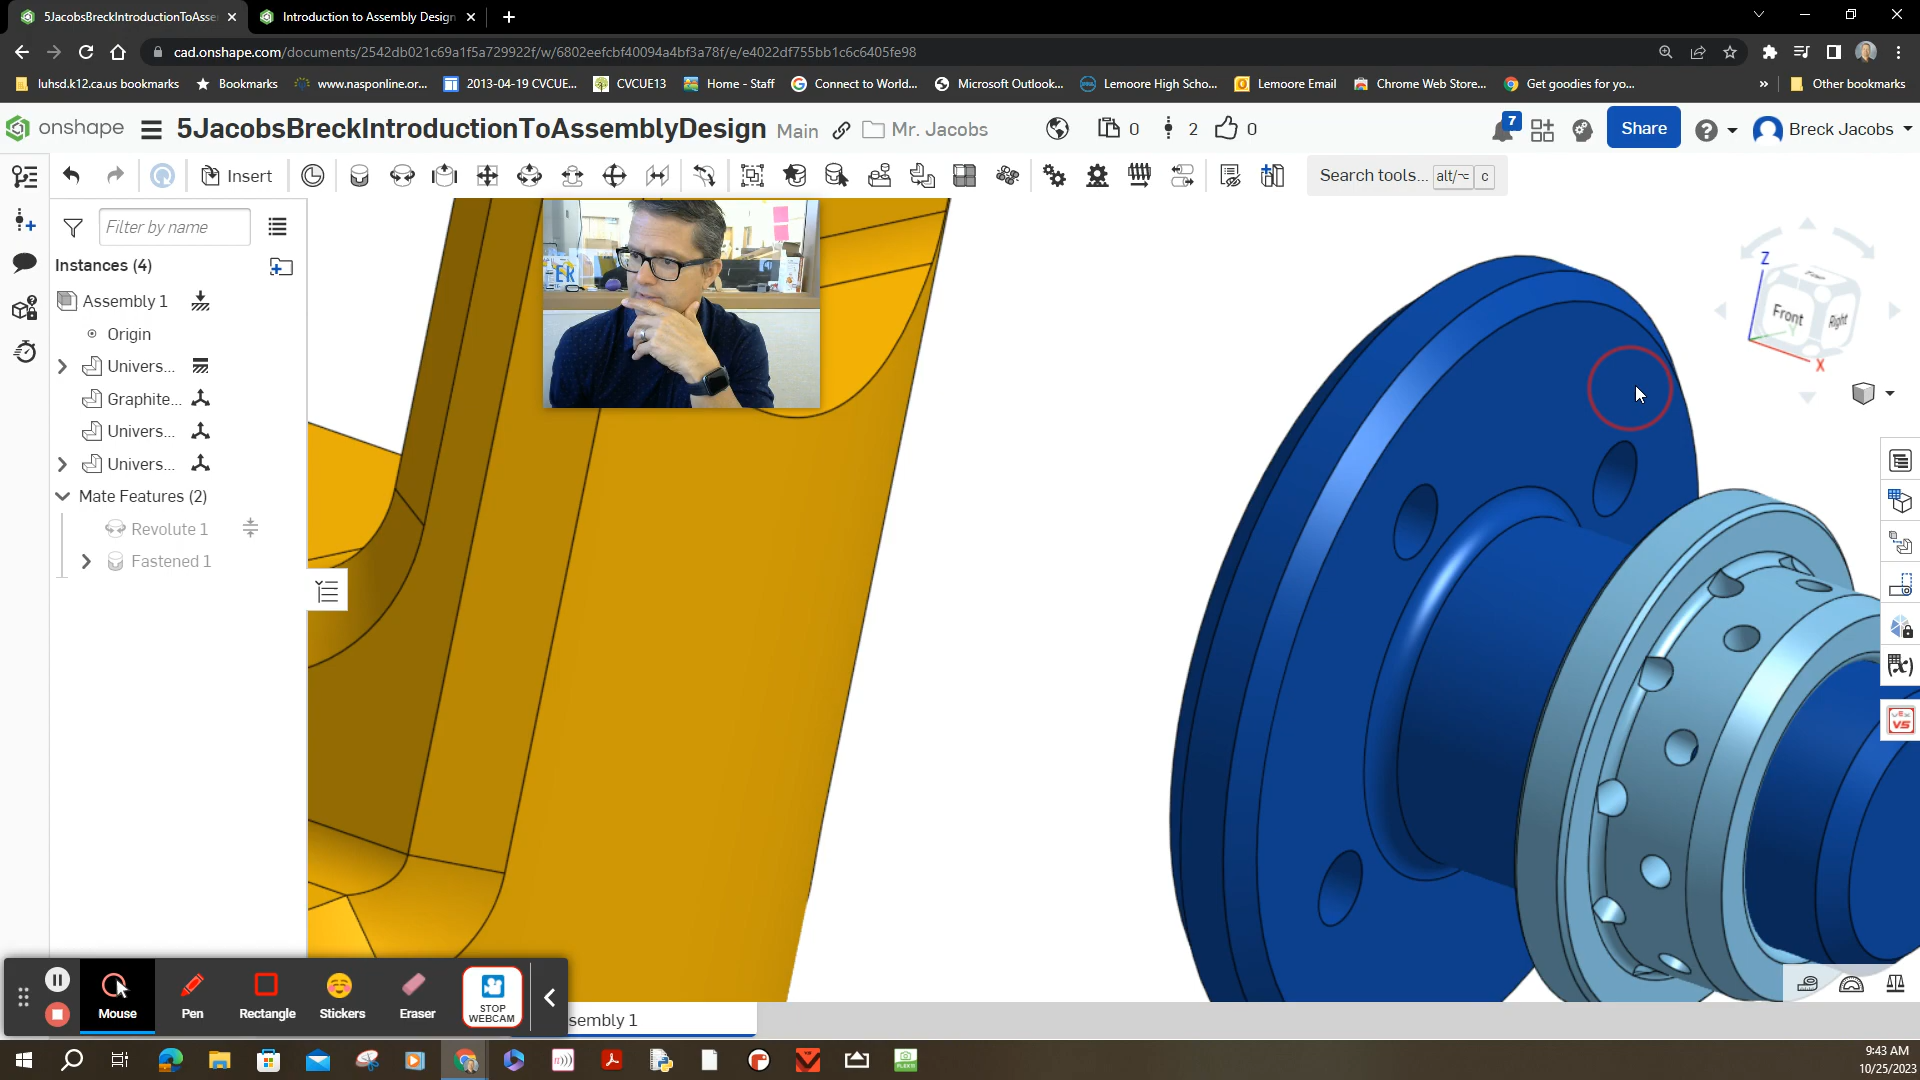 5JacobsBreckIntroductionToAsse
Introduction to Assembly Design
cad.onshape.com/documents/2542db021c69a1f5a729922f/w/6802eefcbf40094a4bf3a78f/e/e4022df755bb1c6c6405fe98
luhsd.k12.ca.us bookmarks
Bookmarks
www.nasponline.or...
2013-04-19 CVCUE...
CVCUE13
Home - Staff
Connect to World...
Microsoft Outlook...
Lemoore High Scho...
Lemoore Email
Chrome Web Store...
Get goodies for yo...
»
Other bookmarks
onshape
5JacobsBreckIntroductionToAssemblyDesign
Main
Mr. Jacobs
0
2
0
7
Share
Breck Jacobs
Insert
Search tools... alt/⌥ c
Filter by name
Instances (4)
Assembly 1
Origin
Univers...
Graphite...
Univers...
Univers...
Mate Features (2)
Revolute 1
Fastened 1
Z
Top
Front
Right
Y
X
ER
(x)
VEX
VS
Mouse
Pen
Rectangle
Stickers
Eraser
STOP
WEBCAM
sembly 1
9:43 AM
10/25/2023